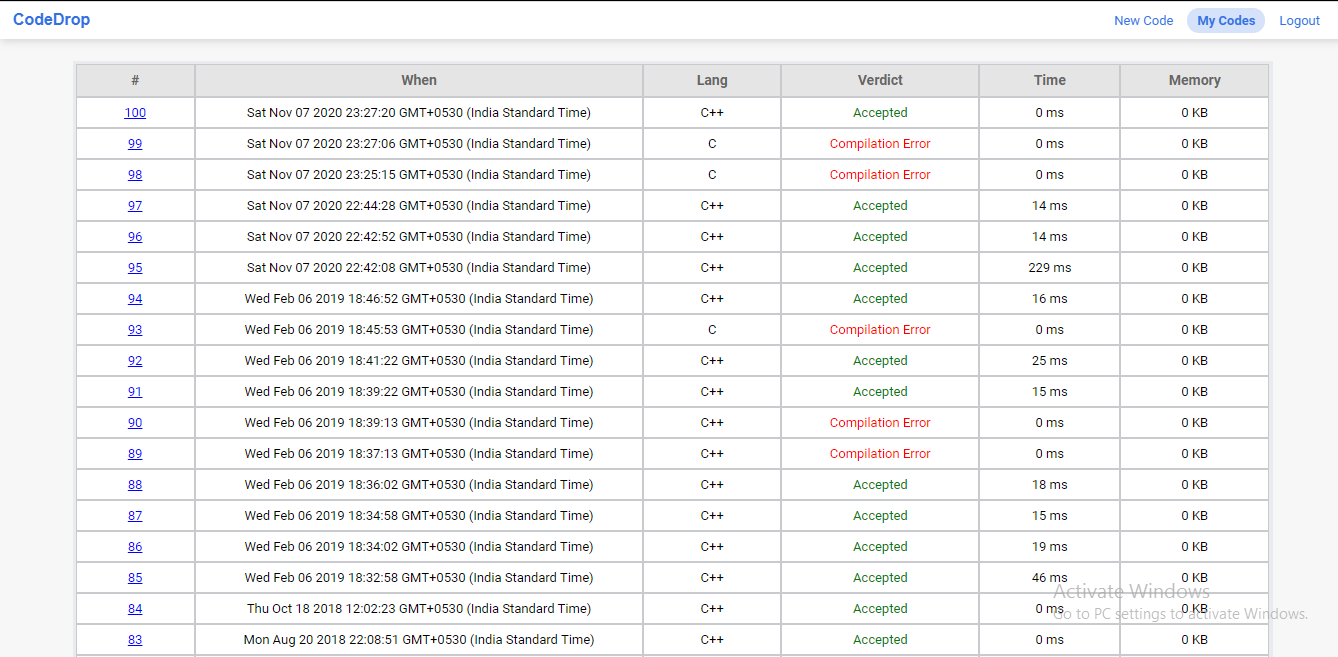 CodeDrop New Code My Codes Logout
# When Lang Verdict Time Memory
100 Sat Nov 07 2020 23:27:20 GMT+0530 (India Standard Time) C++ Accepted 0 ms 0 KB
99 Sat Nov 07 2020 23:27:06 GMT+0530 (India Standard Time) C Compilation Error 0 ms 0 KB
98 Sat Nov 07 2020 23:25:15 GMT+0530 (India Standard Time) C Compilation Error 0 ms 0 KB
97 Sat Nov 07 2020 22:44:28 GMT+0530 (India Standard Time) C++ Accepted 14 ms 0 KB
96 Sat Nov 07 2020 22:42:52 GMT+0530 (India Standard Time) C++ Accepted 14 ms 0 KB
95 Sat Nov 07 2020 22:42:08 GMT+0530 (India Standard Time) C++ Accepted 229 ms 0 KB
94 Wed Feb 06 2019 18:46:52 GMT+0530 (India Standard Time) C++ Accepted 16 ms 0 KB
93 Wed Feb 06 2019 18:45:53 GMT+0530 (India Standard Time) C Compilation Error 0 ms 0 KB
92 Wed Feb 06 2019 18:41:22 GMT+0530 (India Standard Time) C++ Accepted 25 ms 0 KB
91 Wed Feb 06 2019 18:39:22 GMT+0530 (India Standard Time) C++ Accepted 15 ms 0 KB
90 Wed Feb 06 2019 18:39:13 GMT+0530 (India Standard Time) C++ Compilation Error 0 ms 0 KB
89 Wed Feb 06 2019 18:37:13 GMT+0530 (India Standard Time) C++ Compilation Error 0 ms 0 KB
88 Wed Feb 06 2019 18:36:02 GMT+0530 (India Standard Time) C++ Accepted 18 ms 0 KB
87 Wed Feb 06 2019 18:34:58 GMT+0530 (India Standard Time) C++ Accepted 15 ms 0 KB
86 Wed Feb 06 2019 18:34:02 GMT+0530 (India Standard Time) C++ Accepted 19 ms 0 KB
85 Wed Feb 06 2019 18:32:58 GMT+0530 (India Standard Time) C++ Accepted 46 ms 0 KB
Activate Windows
84 Thu Oct 18 2018 12:02:23 GMT+0530 (India Standard Time) C++ Accepted 0 ms 0 KB
Go to PC settings to activate Windows.
83 Mon Aug 20 2018 22:08:51 GMT+0530 (India Standard Time) C++ Accepted 0 ms 0 KB